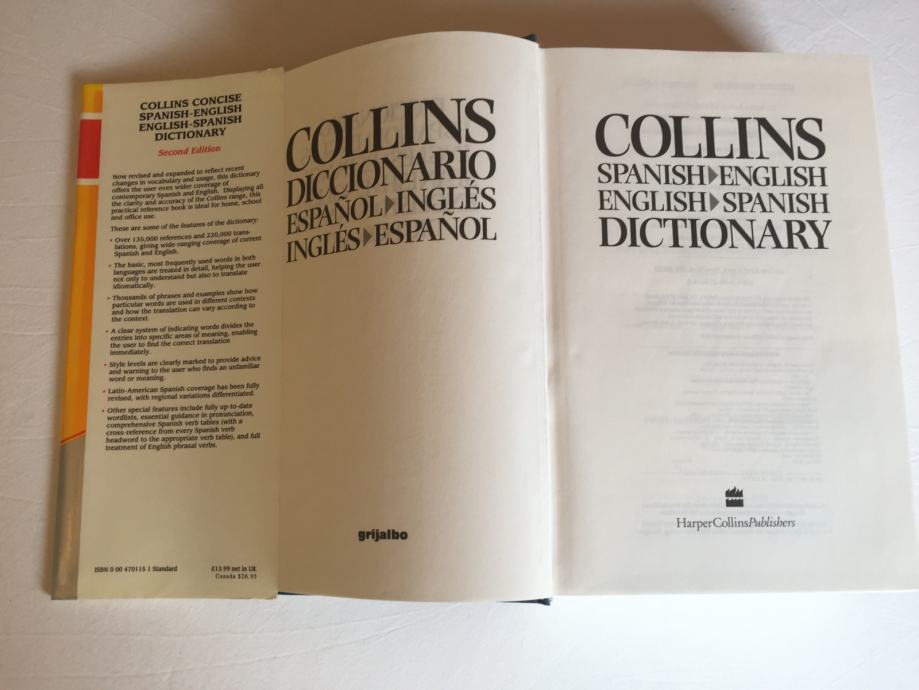 COLLINS CONCISE
SPANISH-ENGLISH
ENGLISH-SPANISH
DICTIONARY
Second Edition
Now revised and expanded to reflect recent
changes in vocabulary and usage, this dictionary
offers the user even wider coverage of
contemporary Spanish and English. Displaying all
the clarity and accuracy of the Collins range, this
practical reference book is ideal for home, school
and office use.
These are some of the features of the dictionary:
• Over 135,000 references and 220,000 trans-
lations, giving wide-ranging coverage of current
Spanish and English.
• The basic, most frequently used words in both
languages are treated in detail, helping the user
not only to understand but also to translate
idiomatically.
• Thousands of phrases and examples show how
particular words are used in different contexts
and how the translation can vary according to
the context.
• A clear system of indicating words divides the
entries into specific areas of meaning, enabling
the user to find the correct translation
immediately.
• Style levels are clearly marked to provide advice
and warning to the user who finds an unfamiliar
word or meaning.
• Latin-American Spanish coverage has been fully
revised, with regional variations differentiated.
• Other special features include fully up-to-date
wordlists, essential guidance in pronunciation,
comprehensive Spanish verb tables (with a
cross-reference from every Spanish verb
headword to the appropriate verb table), and full
treatment of English phrasal verbs.
ISBN 0 00 470115 1 Standard
£13.99 net in UK
Canada $26.95
COLLINS
DICCIONARIO
ESPAÑOL▶INGLÉS
INGLÉS▶ESPAÑOL
grijalbo
COLLINS
SPANISH▶ENGLISH
ENGLISH▶SPANISH
DICTIONARY
HarperCollinsPublishers